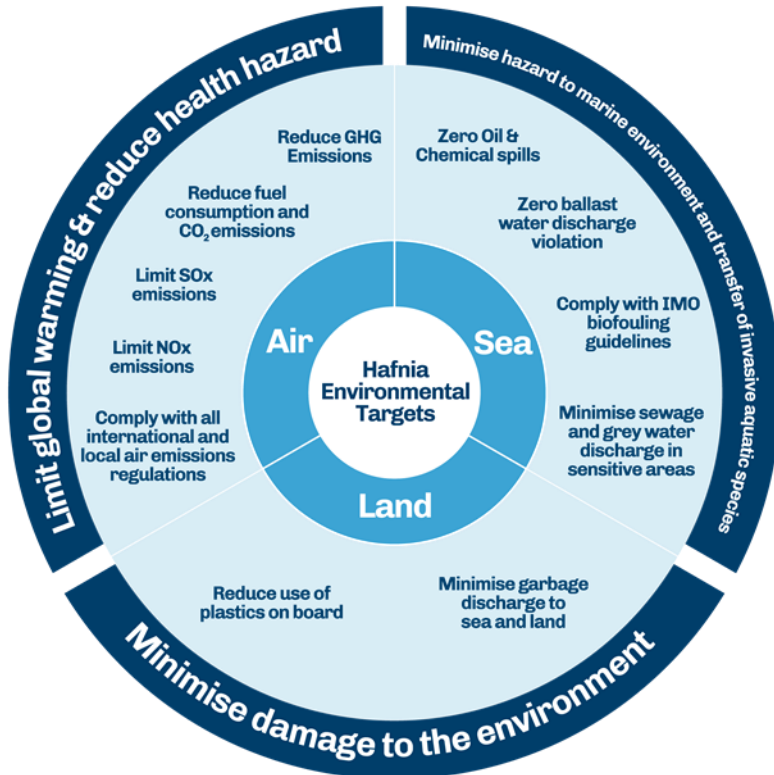 Limit global warming & reduce health hazard
Minimise hazard to marine environment and transfer of invasive aquatic species
Minimise damage to the environment
Hafnia
Environmental
Targets
Air
Reduce GHG
Emissions
Reduce fuel
consumption and
CO₂ emissions
Limit SOx
emissions
Limit NOx
emissions
Comply with all
international and
local air emissions
regulations
Sea
Zero Oil &
Chemical spills
Zero ballast
water discharge
violation
Comply with IMO
biofouling
guidelines
Minimise sewage
and grey water
discharge in
sensitive areas
Land
Reduce use of
plastics on board
Minimise garbage
discharge to
sea and land